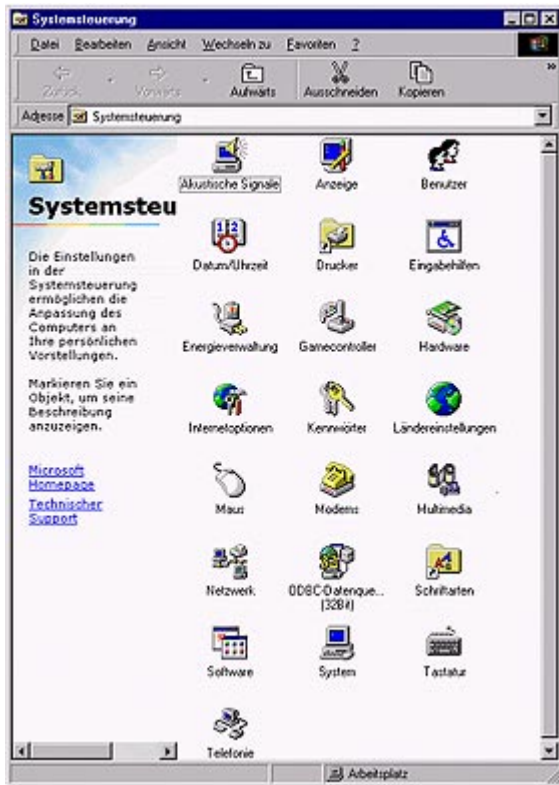 Systemsteuerung
Datei Bearbeiten Ansicht Wechseln zu Favoriten ?
Zurück Vorwärts Aufwärts Ausschneiden Kopieren »
Adresse Systemsteuerung
Systemsteu
Die Einstellungen
in der
Systemsteuerung
ermöglichen die
Anpassung des
Computers an
Ihre persönlichen
Vorstellungen.
Markieren Sie ein
Objekt, um seine
Beschreibung
anzuzeigen.
Microsoft
Homepage
Technischer
Support
Akustische Signale Anzeige Benutzer
Datum/Uhrzeit Drucker Eingabehilfen
Energieverwaltung Gamecontroller Hardware
Internetoptionen Kennwörter Ländereinstellungen
Maus Modems Multimedia
Netzwerk ODBC-Datenque... Schriftarten
(32Bit)
Software System Tastatur
Telefonie
Arbeitsplatz